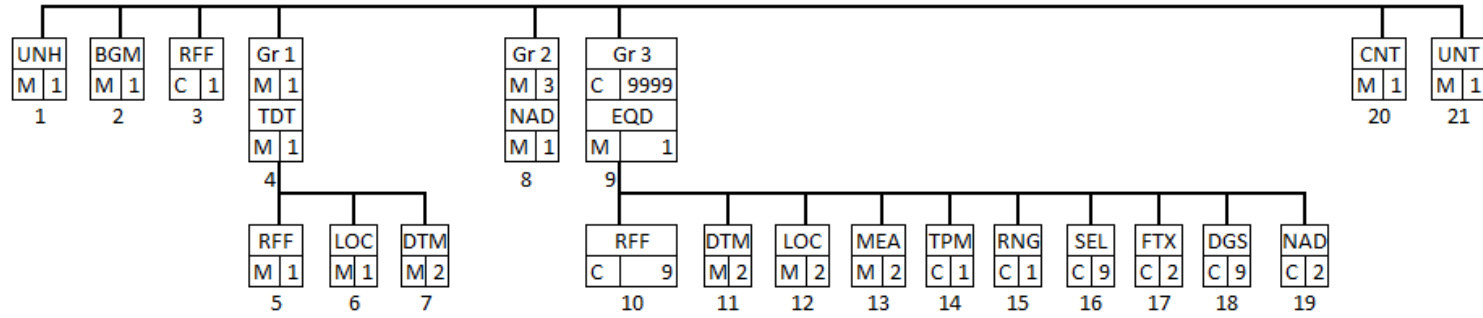 UNH BGM RFF Gr 1 Gr 2 Gr 3 CNT UNT
M 1 M 1 C 1 M 1 M 3 C 9999 M 1 M 1
1 2 3 TDT NAD EQD 20 21
M 1 M 1 M 1
4 8 9
RFF LOC DTM RFF DTM LOC MEA TPM RNG SEL FTX DGS NAD
M 1 M 1 M 2 C 9 M 2 M 2 M 2 C 1 C 1 C 9 C 2 C 9 C 2
5 6 7 10 11 12 13 14 15 16 17 18 19